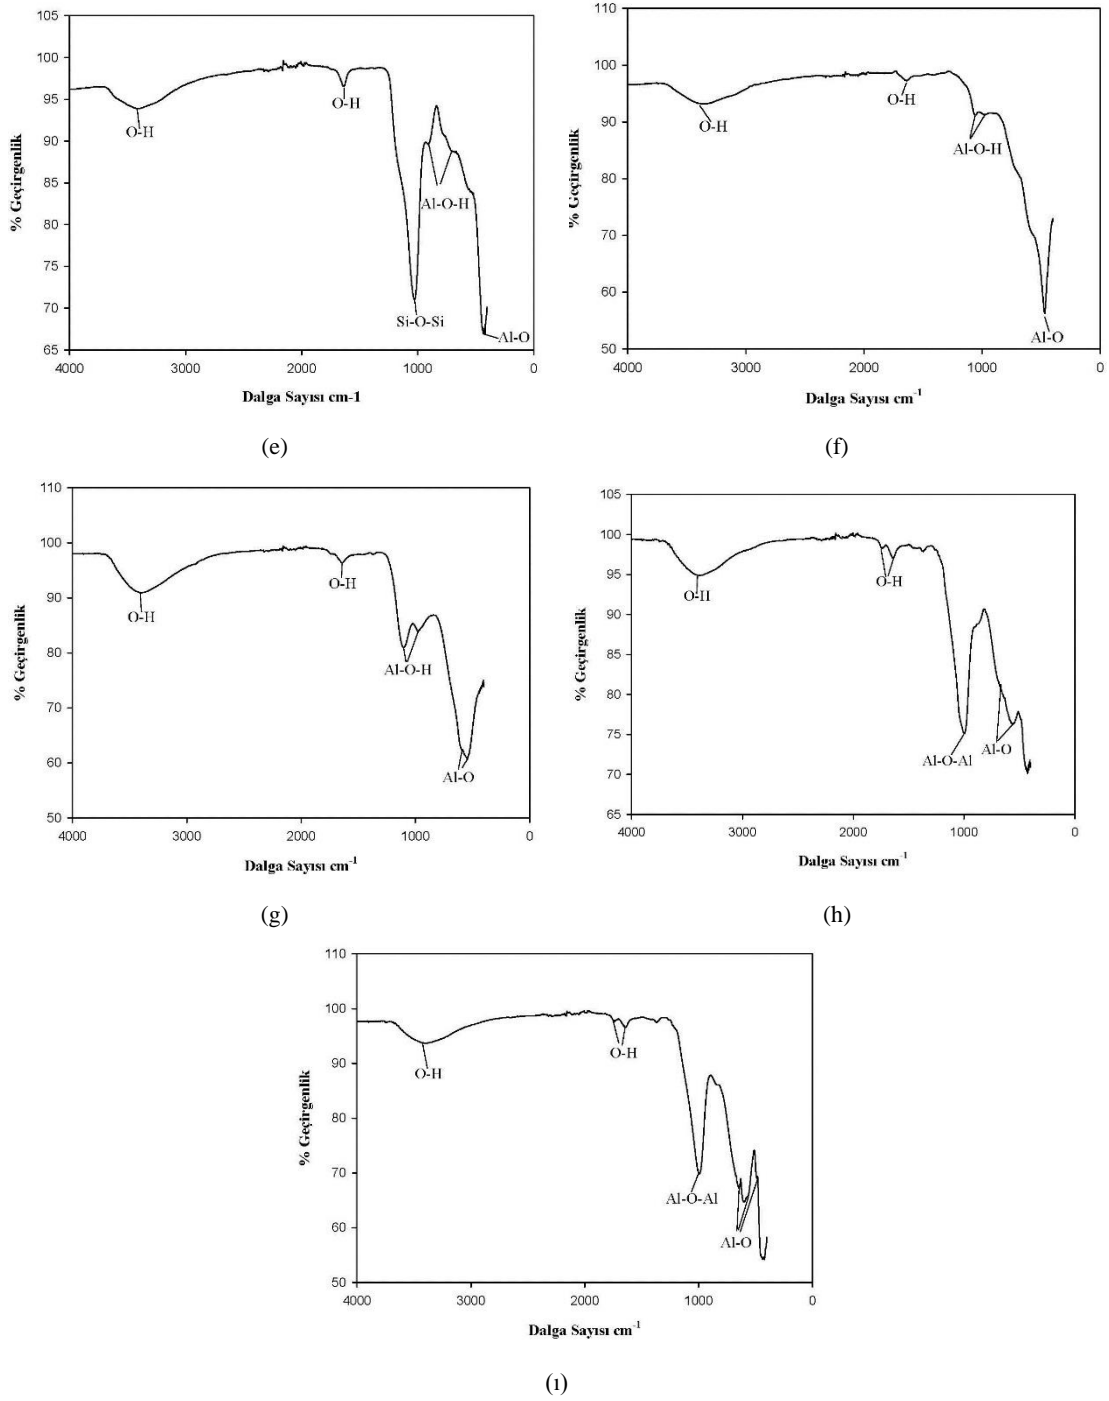 105
100
95
90
85
80
75
70
65
4000
3000
2000
1000
0
% Geçirgenlik
O-H
O-H
Al-O-H
Si-O-Si
Al-O
Dalga Sayısı cm-1
(e)
110
100
90
80
70
60
50
4000
3000
2000
1000
0
% Geçirgenlik
O-H
O-H
Al-O-H
Al-O
Dalga Sayısı cm⁻¹
(f)
110
100
90
80
70
60
50
4000
3000
2000
1000
0
% Geçirgenlik
O-H
O-H
Al-O-H
Al-O
Dalga Sayısı cm⁻¹
(g)
105
100
95
90
85
80
75
70
65
4000
3000
2000
1000
0
% Geçirgenlik
O-H
O-H
Al-O-Al
Al-O
Dalga Sayısı cm⁻¹
(h)
110
100
90
80
70
60
50
4000
3000
2000
1000
0
% Geçirgenlik
O-H
O-H
Al-O-Al
Al-O
Dalga Sayısı cm⁻¹
(ı)